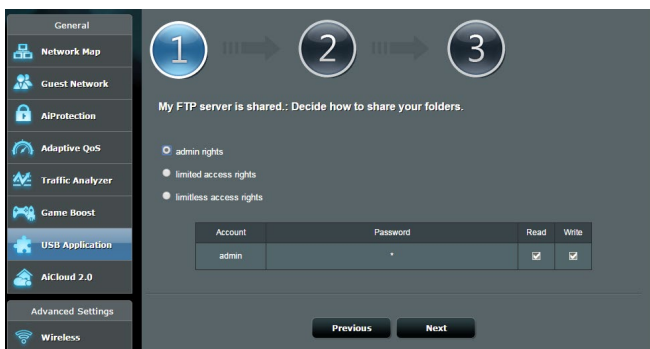 General
Network Map
Guest Network
AiProtection
Adaptive QoS
Traffic Analyzer
Game Boost
USB Application
AiCloud 2.0
Advanced Settings
Wireless
1
2
3
My FTP server is shared.: Decide how to share your folders.
admin rights
limited access rights
limitless access rights
Account Password Read Write
admin *
Previous Next